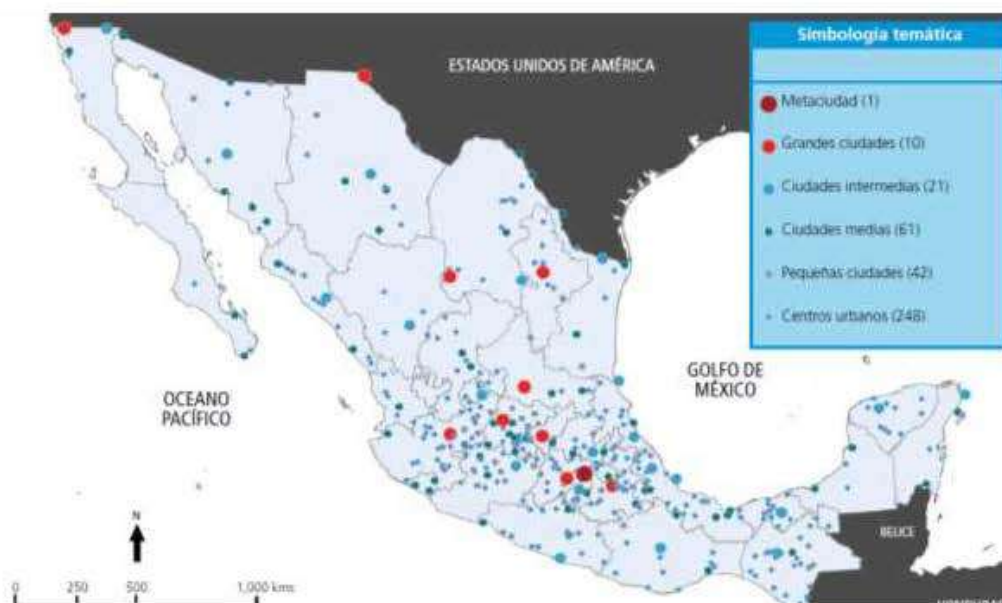 ESTADOS UNIDOS DE AMÉRICA
Simbología temática
Metaciudad (1)
Grandes ciudades (10)
Ciudades intermedias (21)
Ciudades medias (61)
Pequeñas ciudades (42)
Centros urbanos (248)
OCEANO
PACÍFICO
GOLFO DE
MÉXICO
BELICE
N
0 250 500 1,000 kms